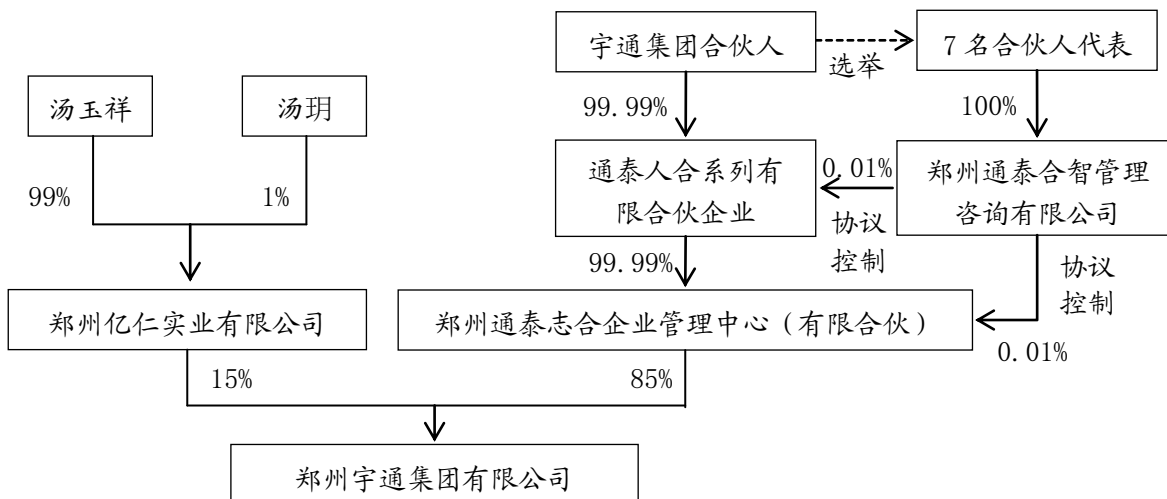 宇通集团合伙人
选举
7名合伙人代表
汤玉祥
汤玥
99.99%
100%
99%
1%
通泰人合系列有
限合伙企业
0.01%
协议
控制
郑州通泰合智管理
咨询有限公司
99.99%
协议
控制
郑州亿仁实业有限公司
郑州通泰志合企业管理中心（有限合伙）
0.01%
15%
85%
郑州宇通集团有限公司